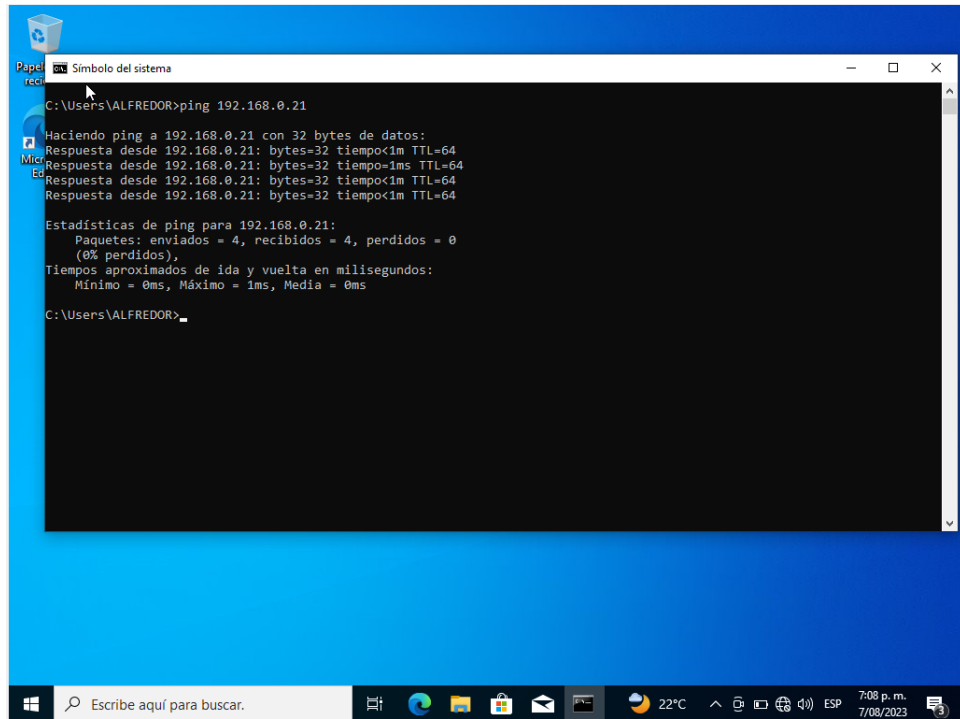 Papel
reci
Micr
Ed
Símbolo del sistema
C:\Users\ALFREDOR>ping 192.168.0.21
Haciendo ping a 192.168.0.21 con 32 bytes de datos:
Respuesta desde 192.168.0.21: bytes=32 tiempo<1m TTL=64
Respuesta desde 192.168.0.21: bytes=32 tiempo=1ms TTL=64
Respuesta desde 192.168.0.21: bytes=32 tiempo<1m TTL=64
Respuesta desde 192.168.0.21: bytes=32 tiempo<1m TTL=64
Estadísticas de ping para 192.168.0.21:
Paquetes: enviados = 4, recibidos = 4, perdidos = 0
(0% perdidos),
Tiempos aproximados de ida y vuelta en milisegundos:
Mínimo = 0ms, Máximo = 1ms, Media = 0ms
C:\Users\ALFREDOR>
Escribe aquí para buscar.
22°C
ESP
7:08 p. m.
7/08/2023
3